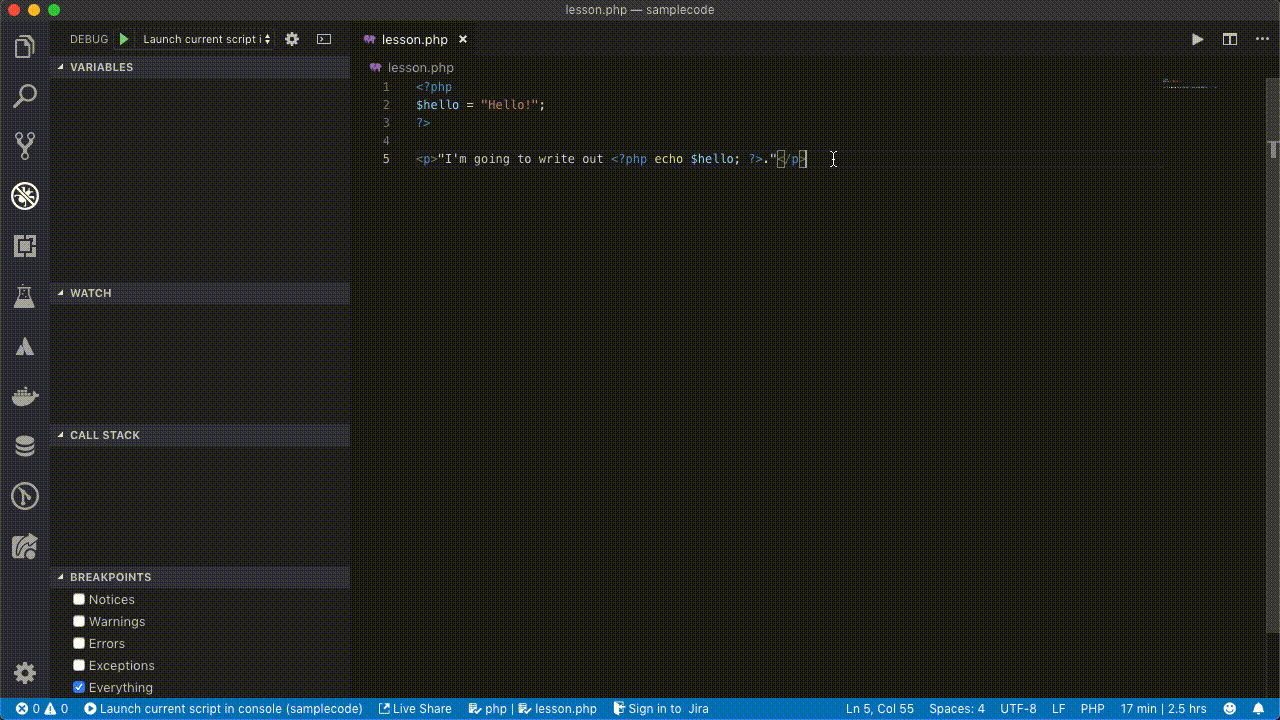 lesson.php — samplecode
DEBUG
Launch current script i
lesson.php
VARIABLES
lesson.php
1 <?php
2 $hello = "Hello!";
3 ?>
4
5 <p>"I'm going to write out <?php echo $hello; ?>."</p>
WATCH
CALL STACK
BREAKPOINTS
Notices
Warnings
Errors
Exceptions
Everything
0 0 Launch current script in console (samplecode) Live Share php | lesson.php Sign in to Jira Ln 5, Col 55 Spaces: 4 UTF-8 LF PHP 17 min | 2.5 hrs